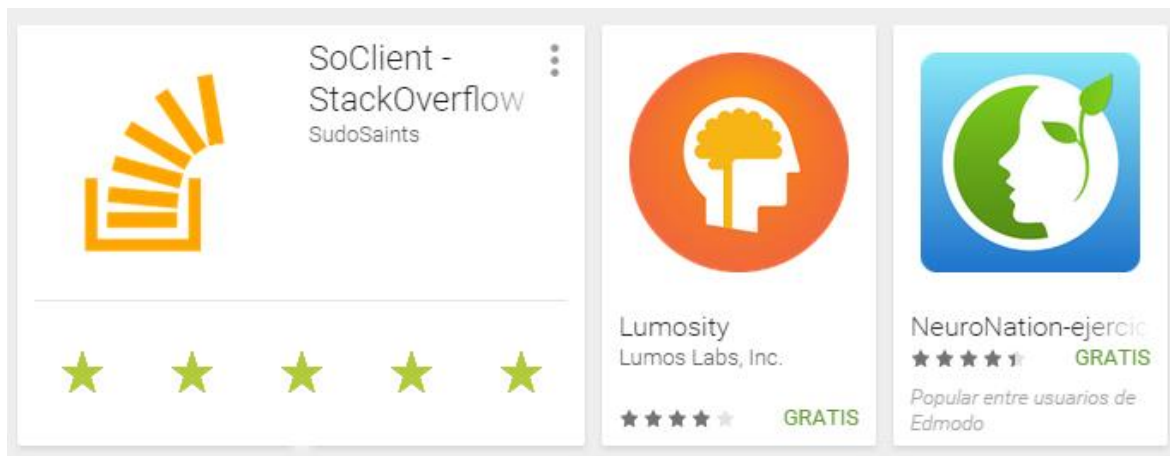 SoClient -
StackOverflow
SudoSaints
Lumosity
Lumos Labs, Inc.
GRATIS
NeuroNation-ejercic
GRATIS
Popular entre usuarios de
Edmodo